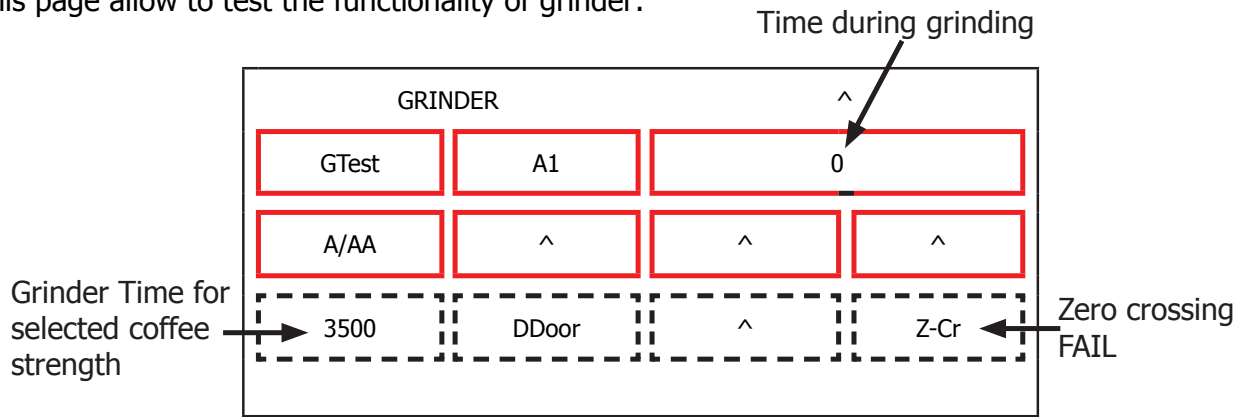 his page allow to test the functionality of grinder.
Time during grinding
GRINDER ^
GTest A1 0
A/AA ^ ^ ^
Grinder Time for
selected coffee
strength
3500 DDoor ^ Z-Cr
Zero crossing
FAIL